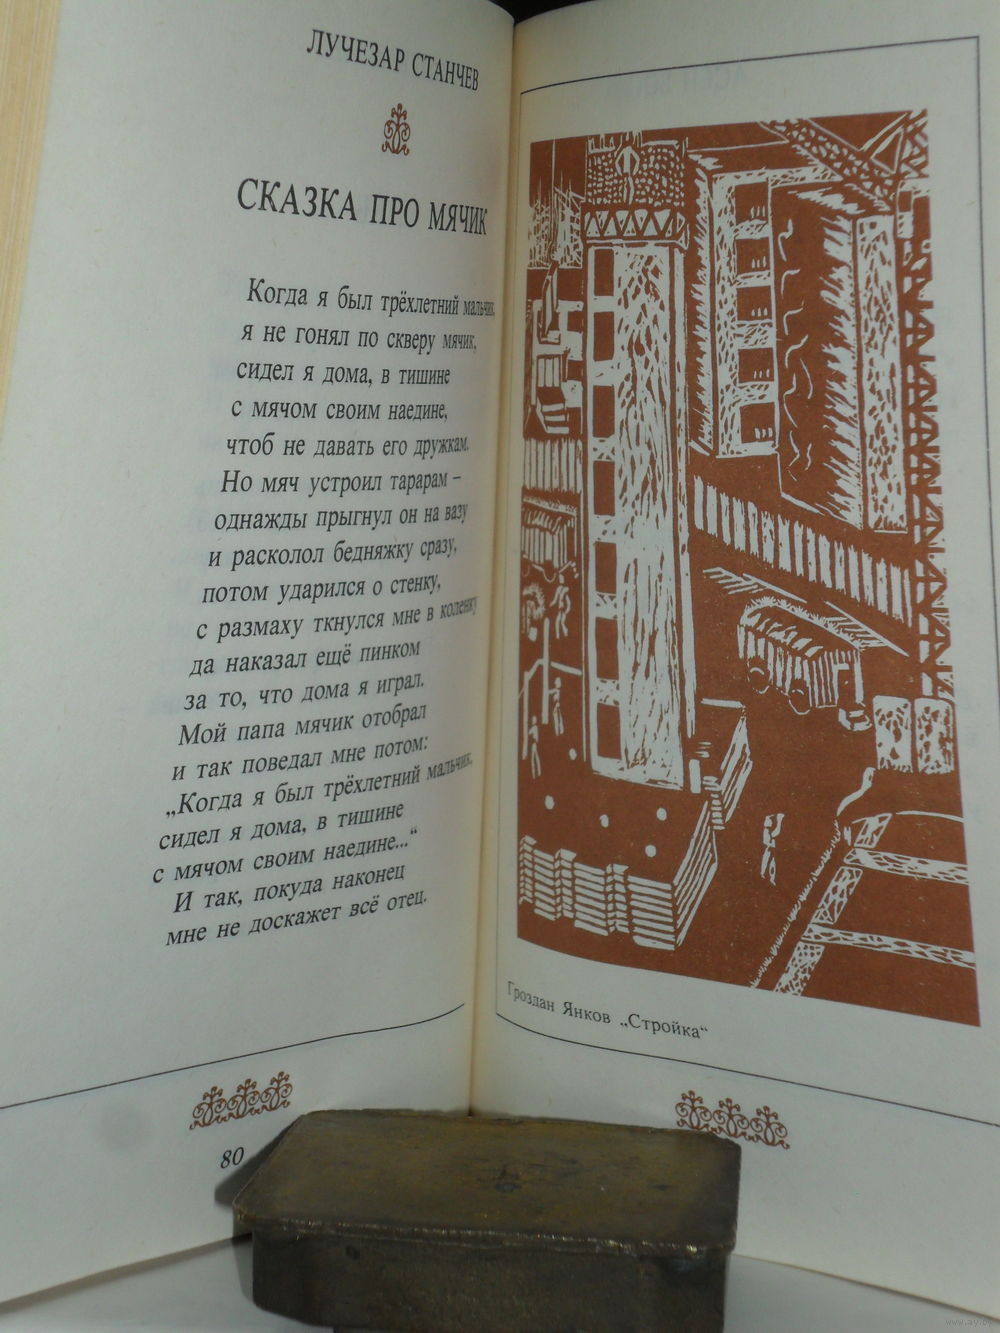 ЛУЧЕЗАР СТАНЧЕВ
СКАЗКА ПРО МЯЧИК
Когда я был трёхлетний мальчик,
я не гонял по скверу мячик,
сидел я дома, в тишине
с мячом своим наедине,
чтоб не давать его дружкам.
Но мяч устроил тарарам –
однажды прыгнул он на вазу
и расколол бедняжку сразу,
потом ударился о стенку,
с размаху ткнулся мне в коленку
да наказал ещё пинком
за то, что дома я играл.
Мой папа мячик отобрал
и так поведал мне потом:
„Когда я был трёхлетний мальчик,
сидел я дома, в тишине
с мячом своим наедине...“
И так, покуда наконец
мне не доскажет всё отец.
80
Гроздан Янков „Стройка“